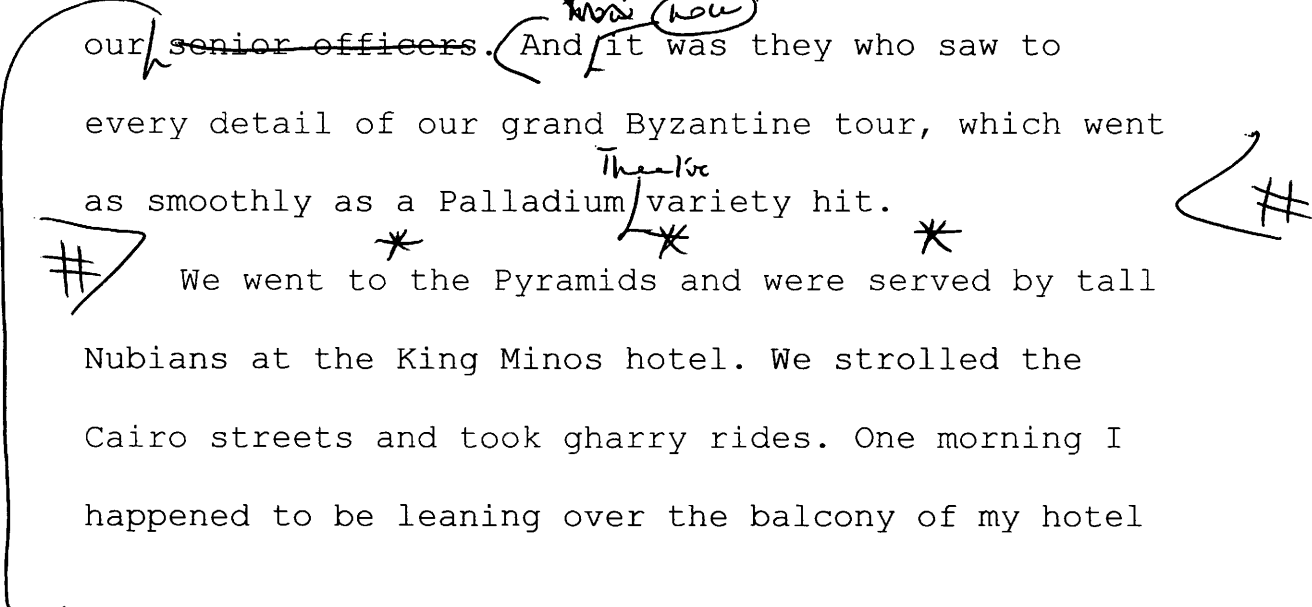 now
our senior officers. And it was they who saw to
every detail of our grand Byzantine tour, which went
Theatre
as smoothly as a Palladium variety hit.
# * * * #
We went to the Pyramids and were served by tall
Nubians at the King Minos hotel. We strolled the
Cairo streets and took gharry rides. One morning I
happened to be leaning over the balcony of my hotel